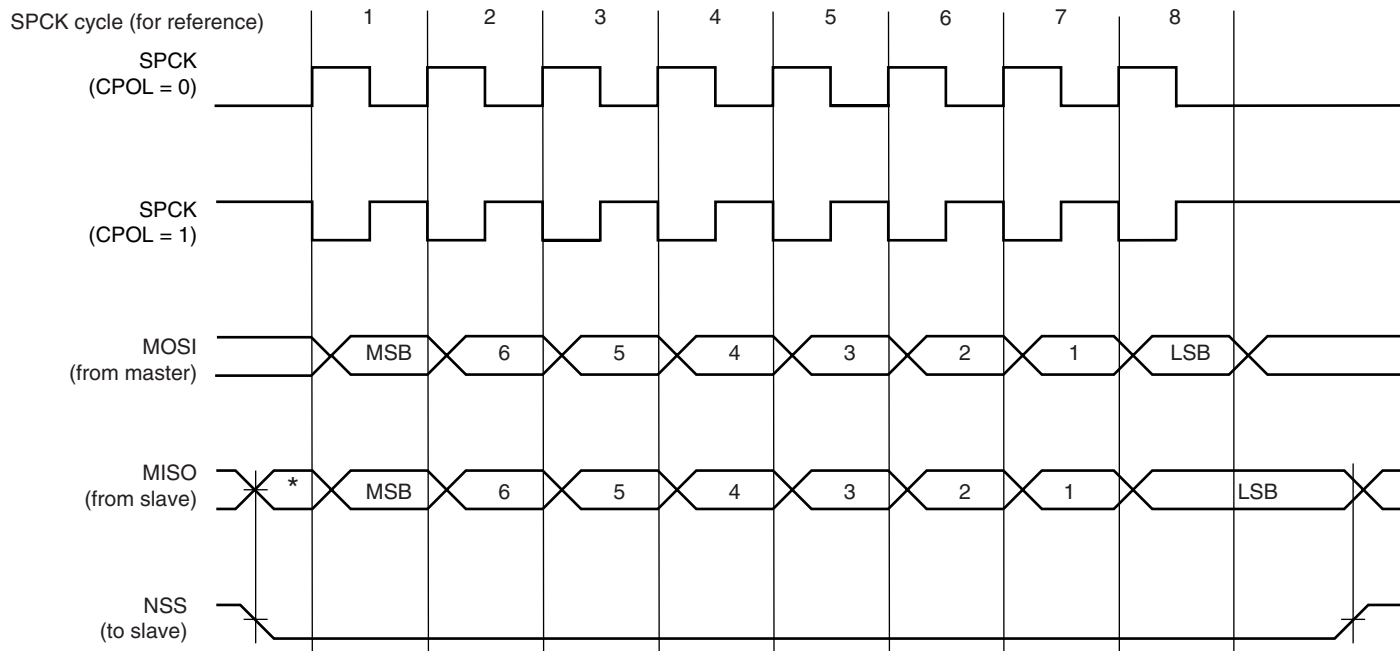 SPCK cycle (for reference)
1 2 3 4 5 6 7 8
SPCK
(CPOL = 0)
SPCK
(CPOL = 1)
MOSI
(from master)
MSB 6 5 4 3 2 1 LSB
MISO
(from slave)
* MSB 6 5 4 3 2 1 LSB
NSS
(to slave)